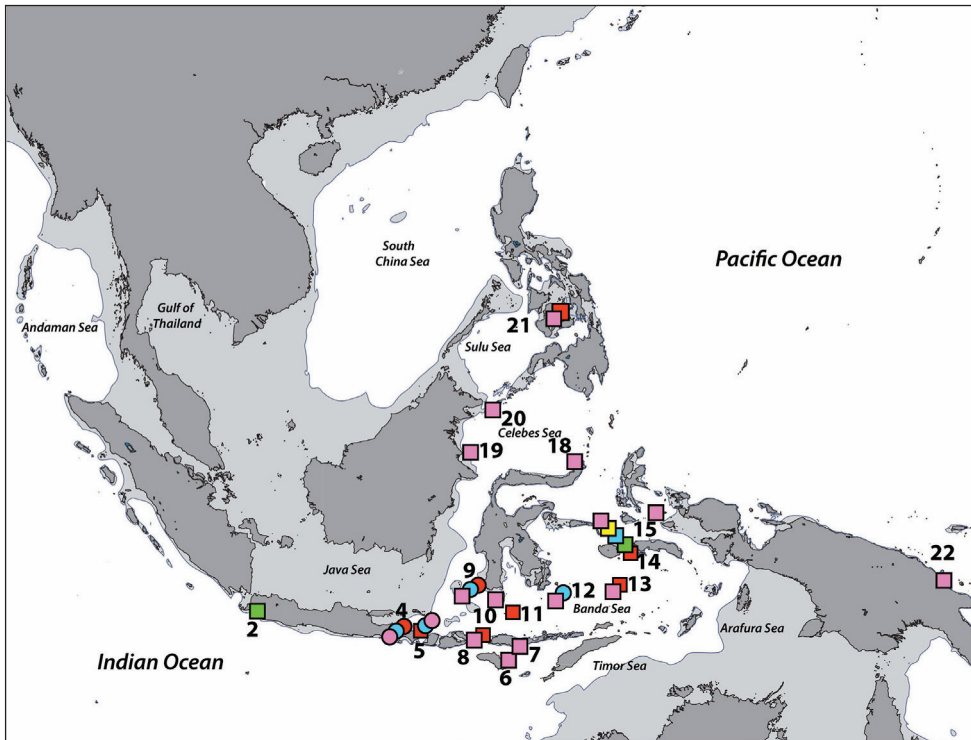 South
China Sea
Pacific Ocean
Gulf of
Thailand
Andaman Sea
21
Sulu Sea
20
Celebes Sea
19
18
15
14
22
Java Sea
9
12
13
10
11
Banda Sea
2
4
5
8
7
6
Arafura Sea
Timor Sea
Indian Ocean